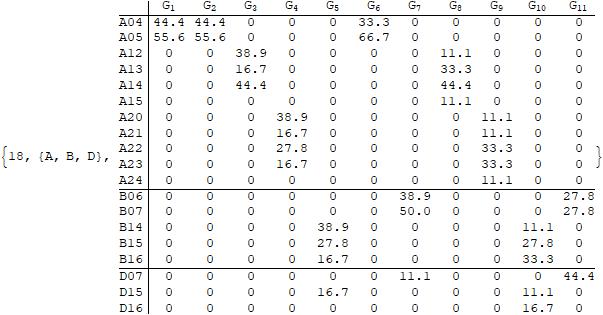 G1 G2 G3 G4 G5 G6 G7 G8 G9 G10 G11
A04 44.4 44.4 0 0 0 33.3 0 0 0 0 0
A05 55.6 55.6 0 0 0 66.7 0 0 0 0 0
A12 0 0 38.9 0 0 0 0 11.1 0 0 0
A13 0 0 16.7 0 0 0 0 33.3 0 0 0
A14 0 0 44.4 0 0 0 0 44.4 0 0 0
A15 0 0 0 0 0 0 0 11.1 0 0 0
A20 0 0 0 38.9 0 0 0 0 11.1 0 0
A21 0 0 0 16.7 0 0 0 0 11.1 0 0
A22 0 0 0 27.8 0 0 0 0 33.3 0 0
{18, {A, B, D}, A23 0 0 0 16.7 0 0 0 0 33.3 0 0 }
A24 0 0 0 0 0 0 0 0 11.1 0 0
B06 0 0 0 0 0 0 38.9 0 0 0 27.8
B07 0 0 0 0 0 0 50.0 0 0 0 27.8
B14 0 0 0 0 38.9 0 0 0 0 11.1 0
B15 0 0 0 0 27.8 0 0 0 0 27.8 0
B16 0 0 0 0 16.7 0 0 0 0 33.3 0
D07 0 0 0 0 0 0 11.1 0 0 0 44.4
D15 0 0 0 0 16.7 0 0 0 0 11.1 0
D16 0 0 0 0 0 0 0 0 0 16.7 0